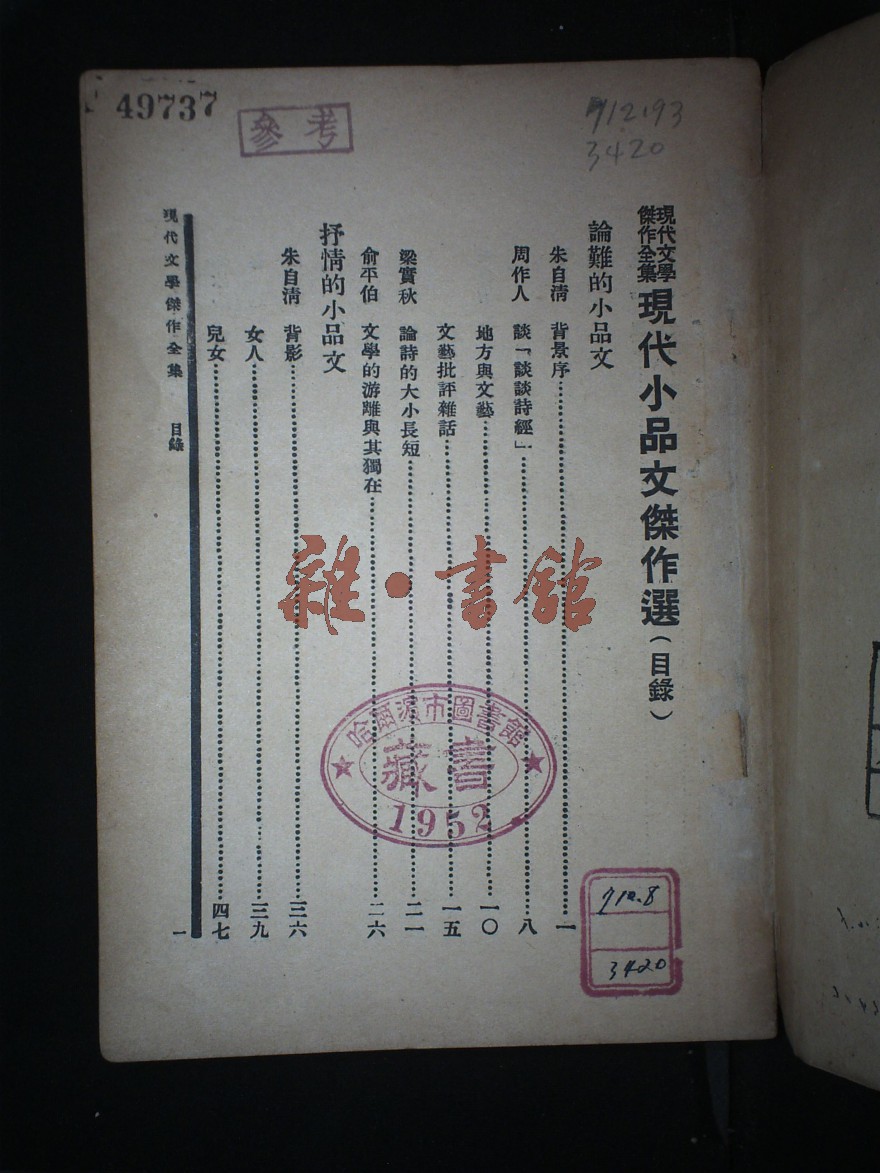 49737
參考
912.93
3420
現代文學
傑作全集
現代小品文傑作選(目錄)
論難的小品文
朱自清 背景序 一
周作人 談「談談詩經」 八
地方與文藝 一〇
文藝批評雜話 一五
梁實秋 論詩的大小長短 二一
俞平伯 文學的游離與其獨在 二六
抒情的小品文
朱自清 背影 三六
女人 三九
兒女 四七
現代文學傑作全集 目錄
一
雜·書館
哈爾濱市圖書館
藏書
1952
910.8
3420